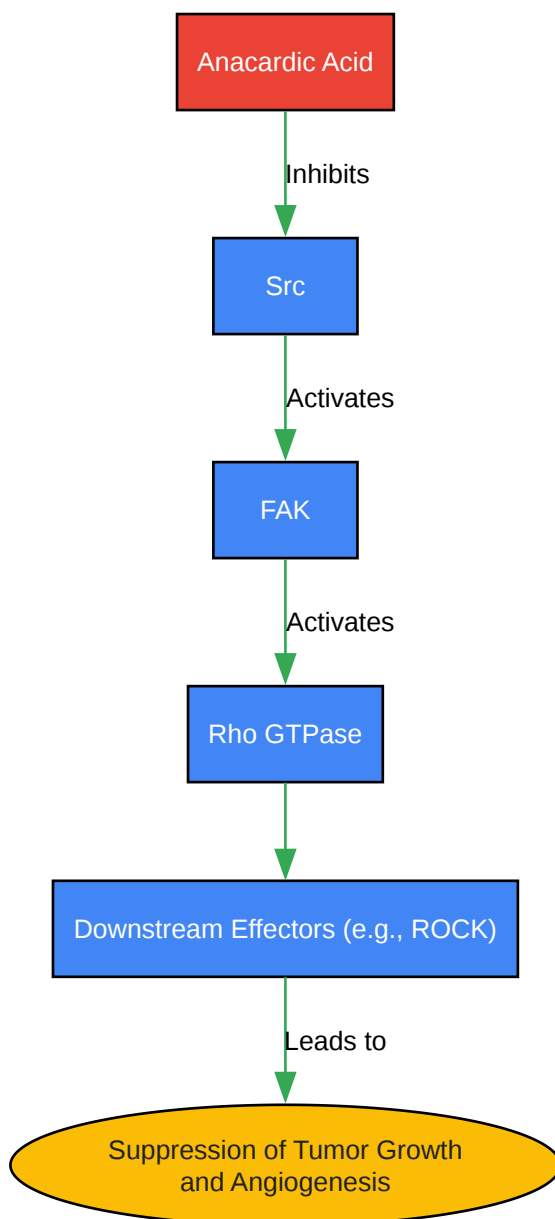 Anacardic Acid
Inhibits
Src
Activates
FAK
Activates
Rho GTPase
Downstream Effectors (e.g., ROCK)
Leads to
Suppression of Tumor Growth
and Angiogenesis